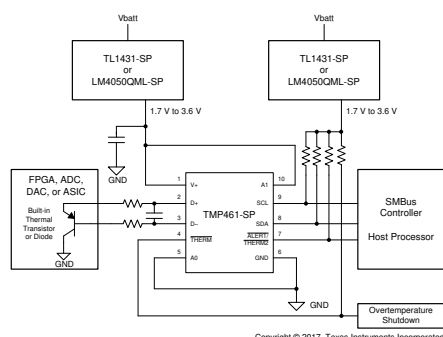 Vbatt
Vbatt
TL1431-SP
or
LM4050QML-SP
TL1431-SP
or
LM4050QML-SP
1.7 V to 3.6 V
1.7 V to 3.6 V
GND
FPGA, ADC,
DAC, or ASIC
Built-in
Thermal
Transistor
or Diode
GND
1
2
3
4
5
V+
D+
D−
THERM
A0
TMP461-SP
A1
SCL
SDA
ALERT/
THERM2
GND
10
9
8
7
6
SMBus
Controller
Host Processor
GND
Overtemperature
Shutdown
Copyright © 2017, Texas Instruments Incorporated